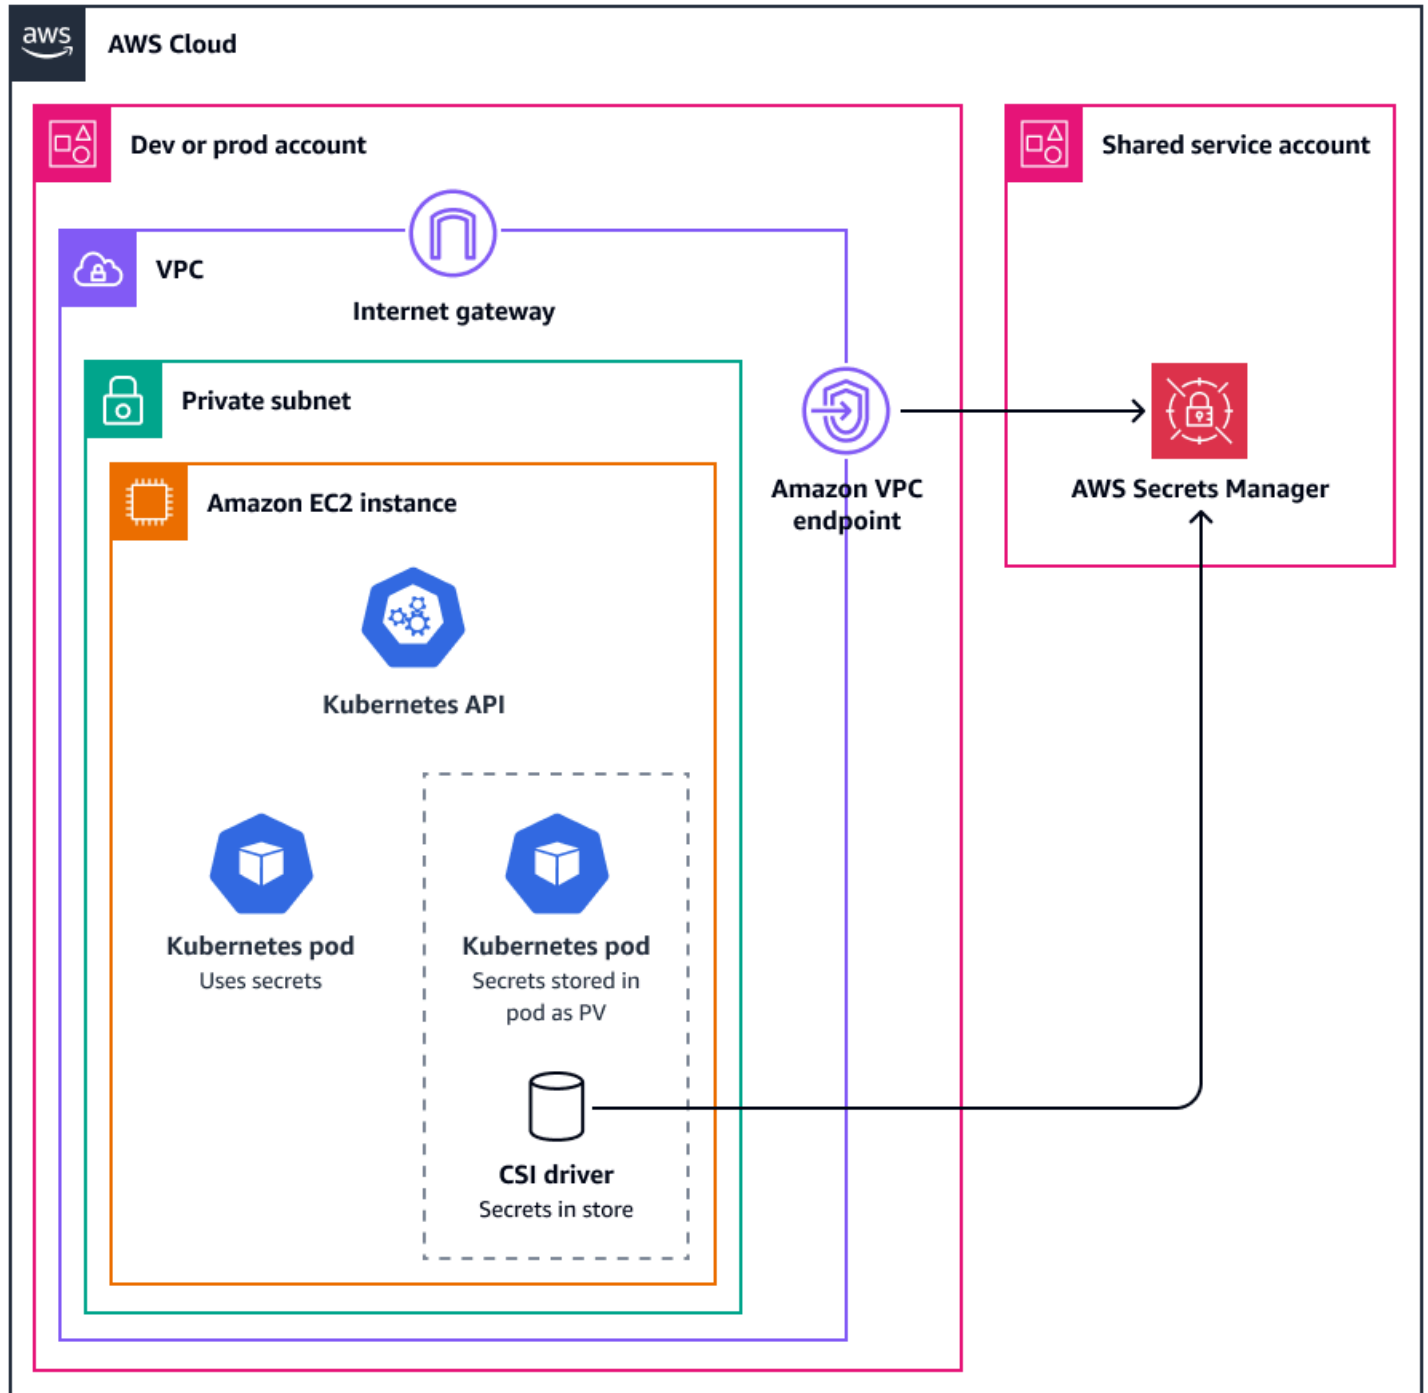 aws
AWS Cloud
Dev or prod account
Shared service account
VPC
Internet gateway
Private subnet
Amazon EC2 instance
Amazon VPC
endpoint
AWS Secrets Manager
Kubernetes API
Kubernetes pod
Uses secrets
Kubernetes pod
Secrets stored in
pod as PV
CSI driver
Secrets in store